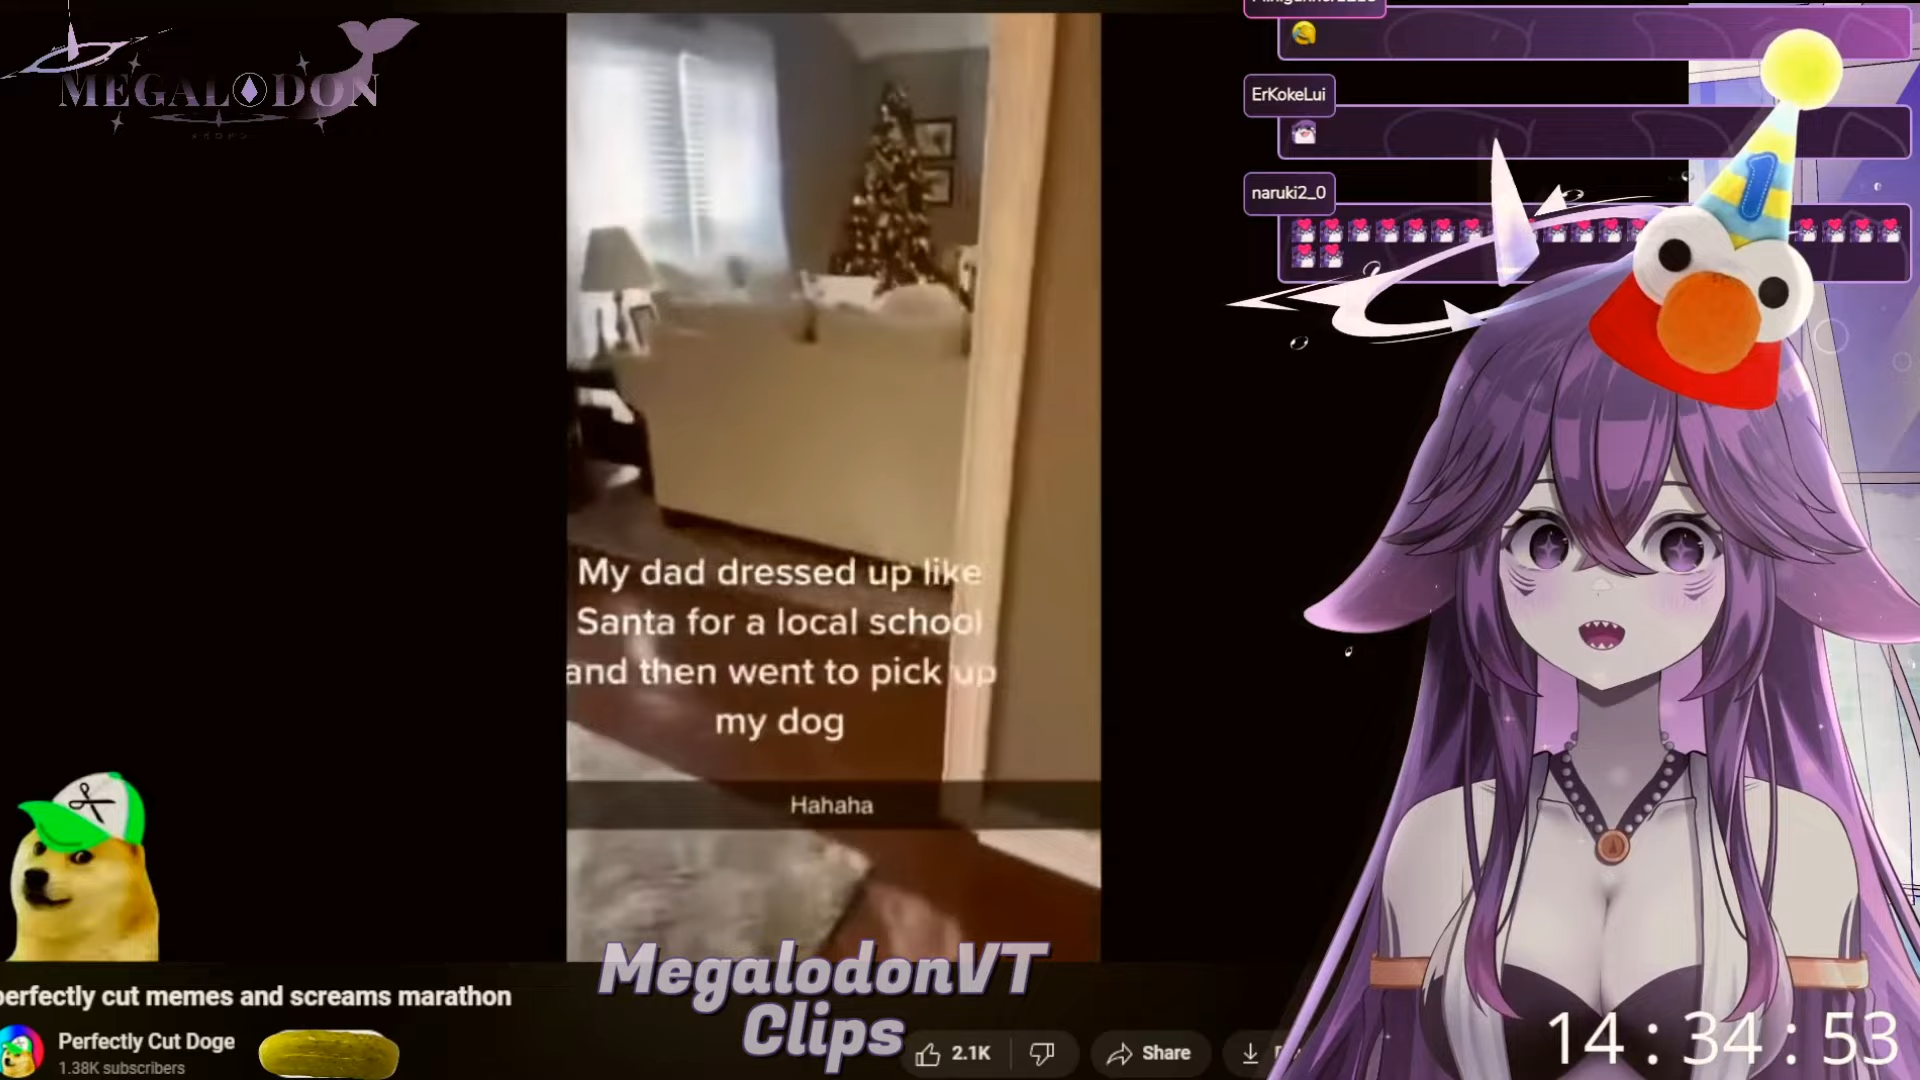 MEGALODON
ErKokeLui
naruki2_0
1
My dad dressed up like
Santa for a local school
and then went to pick up
my dog
Hahaha
MegalodonVT
Clips
perfectly cut memes and screams marathon
Perfectly Cut Doge
1.38K subscribers
2.1K
Share
14 : 34 : 53